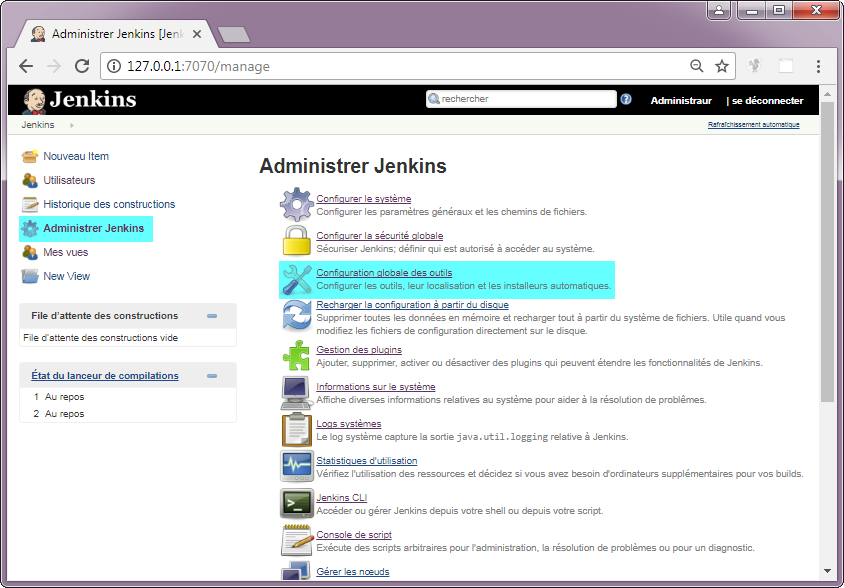 Administrer Jenkins [Jenk
127.0.0.1:7070/manage
Jenkins
rechercher
Administraur | se déconnecter
Jenkins
Rafraîchissement automatique
Nouveau Item
Utilisateurs
Historique des constructions
Administrer Jenkins
Mes vues
New View
File d'attente des constructions
File d'attente des constructions vide
État du lanceur de compilations
1 Au repos
2 Au repos
Administrer Jenkins
Configurer le système
Configurer les paramètres généraux et les chemins de fichiers.
Configurer la sécurité globale
Sécuriser Jenkins; définir qui est autorisé à accéder au système.
Configuration globale des outils
Configurer les outils, leur localisation et les installeurs automatiques.
Recharger la configuration à partir du disque
Supprimer toutes les données en mémoire et recharger tout à partir du système de fichiers. Utile quand vous
modifiez les fichiers de configuration directement sur le disque.
Gestion des plugins
Ajouter, supprimer, activer ou désactiver des plugins qui peuvent étendre les fonctionnalités de Jenkins.
Informations sur le système
Affiche diverses informations relatives au système pour aider à la résolution de problèmes.
Logs systèmes
Le log système capture la sortie java.util.logging relative à Jenkins.
Statistiques d'utilisation
Vérifiez l'utilisation des ressources et décidez si vous avez besoin d'ordinateurs supplémentaires pour vos builds.
Jenkins CLI
Accéder ou gérer Jenkins depuis votre shell ou depuis votre script.
Console de script
Exécute des scripts arbitraires pour l'administration, la résolution de problèmes ou pour un diagnostic.
Gérer les nœuds